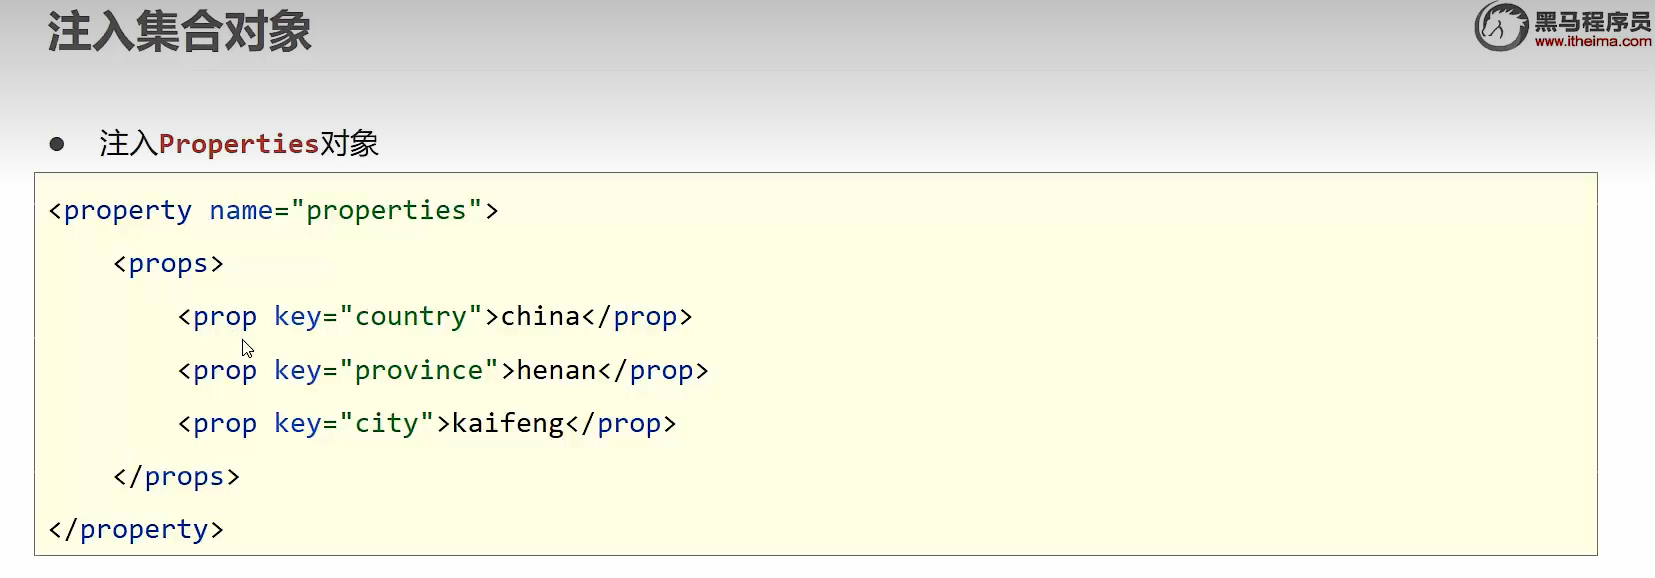 注入集合对象
黑马程序员
www.itheima.com
● 注入Properties对象
<property name="properties">
<props>
<prop key="country">china</prop>
<prop key="province">henan</prop>
<prop key="city">kaifeng</prop>
</props>
</property>